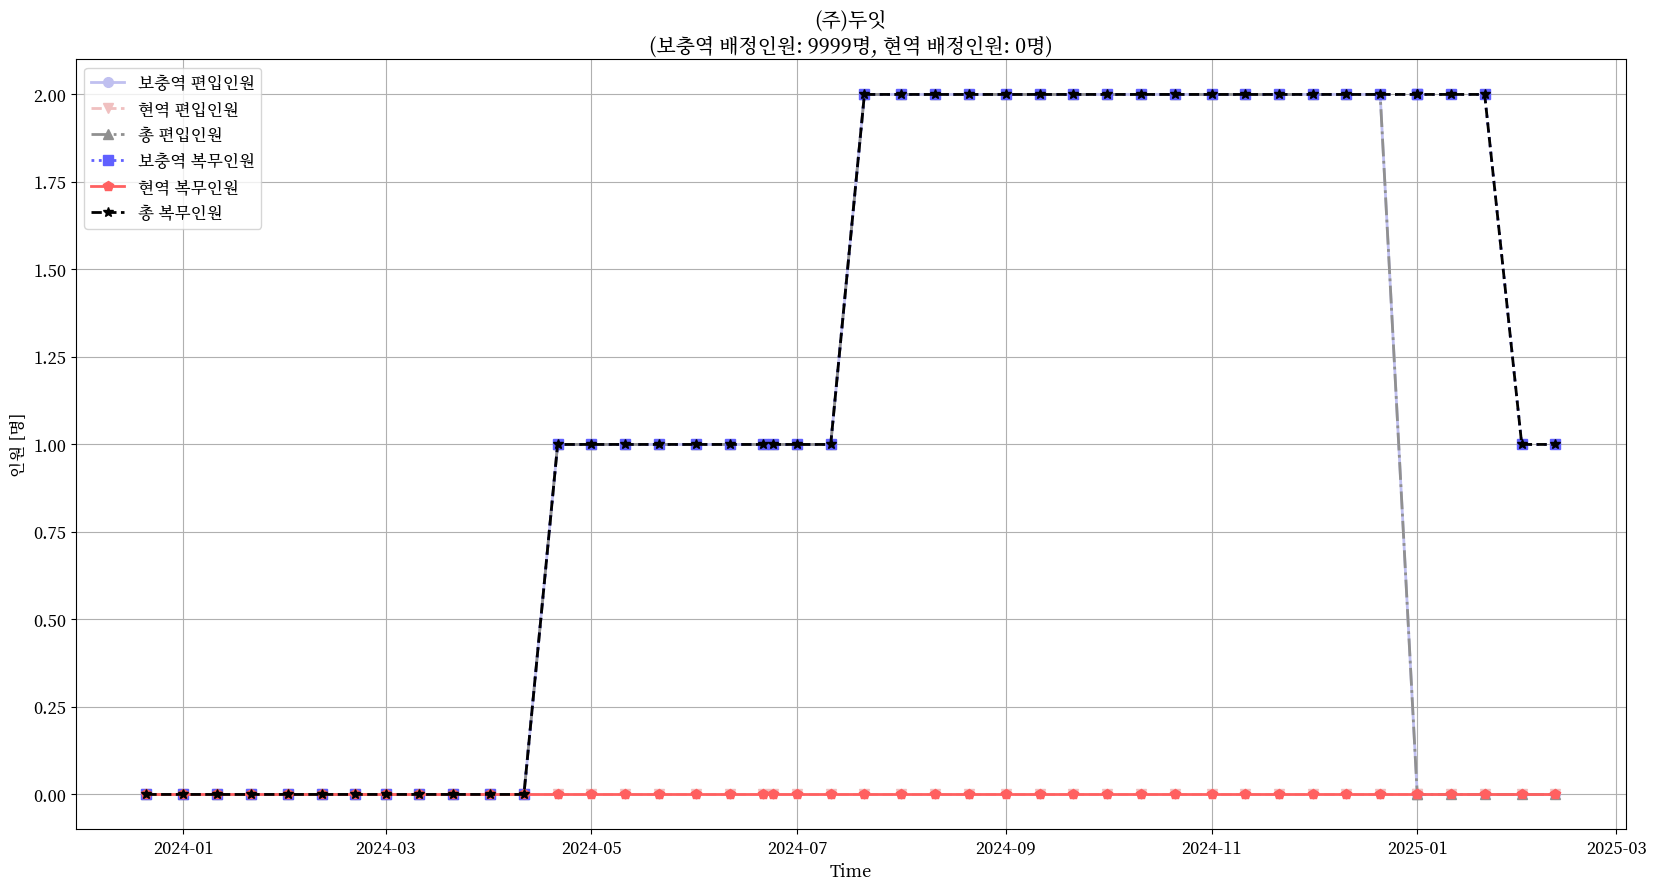 (주)두잇
(보충역 배정인원: 9999명, 현역 배정인원: 0명)
보충역 편입인원
현역 편입인원
총 편입인원
보충역 복무인원
현역 복무인원
총 복무인원
인원 [명]
2.00
1.75
1.50
1.25
1.00
0.75
0.50
0.25
0.00
2024-01
2024-03
2024-05
2024-07
2024-09
2024-11
2025-01
2025-03
Time